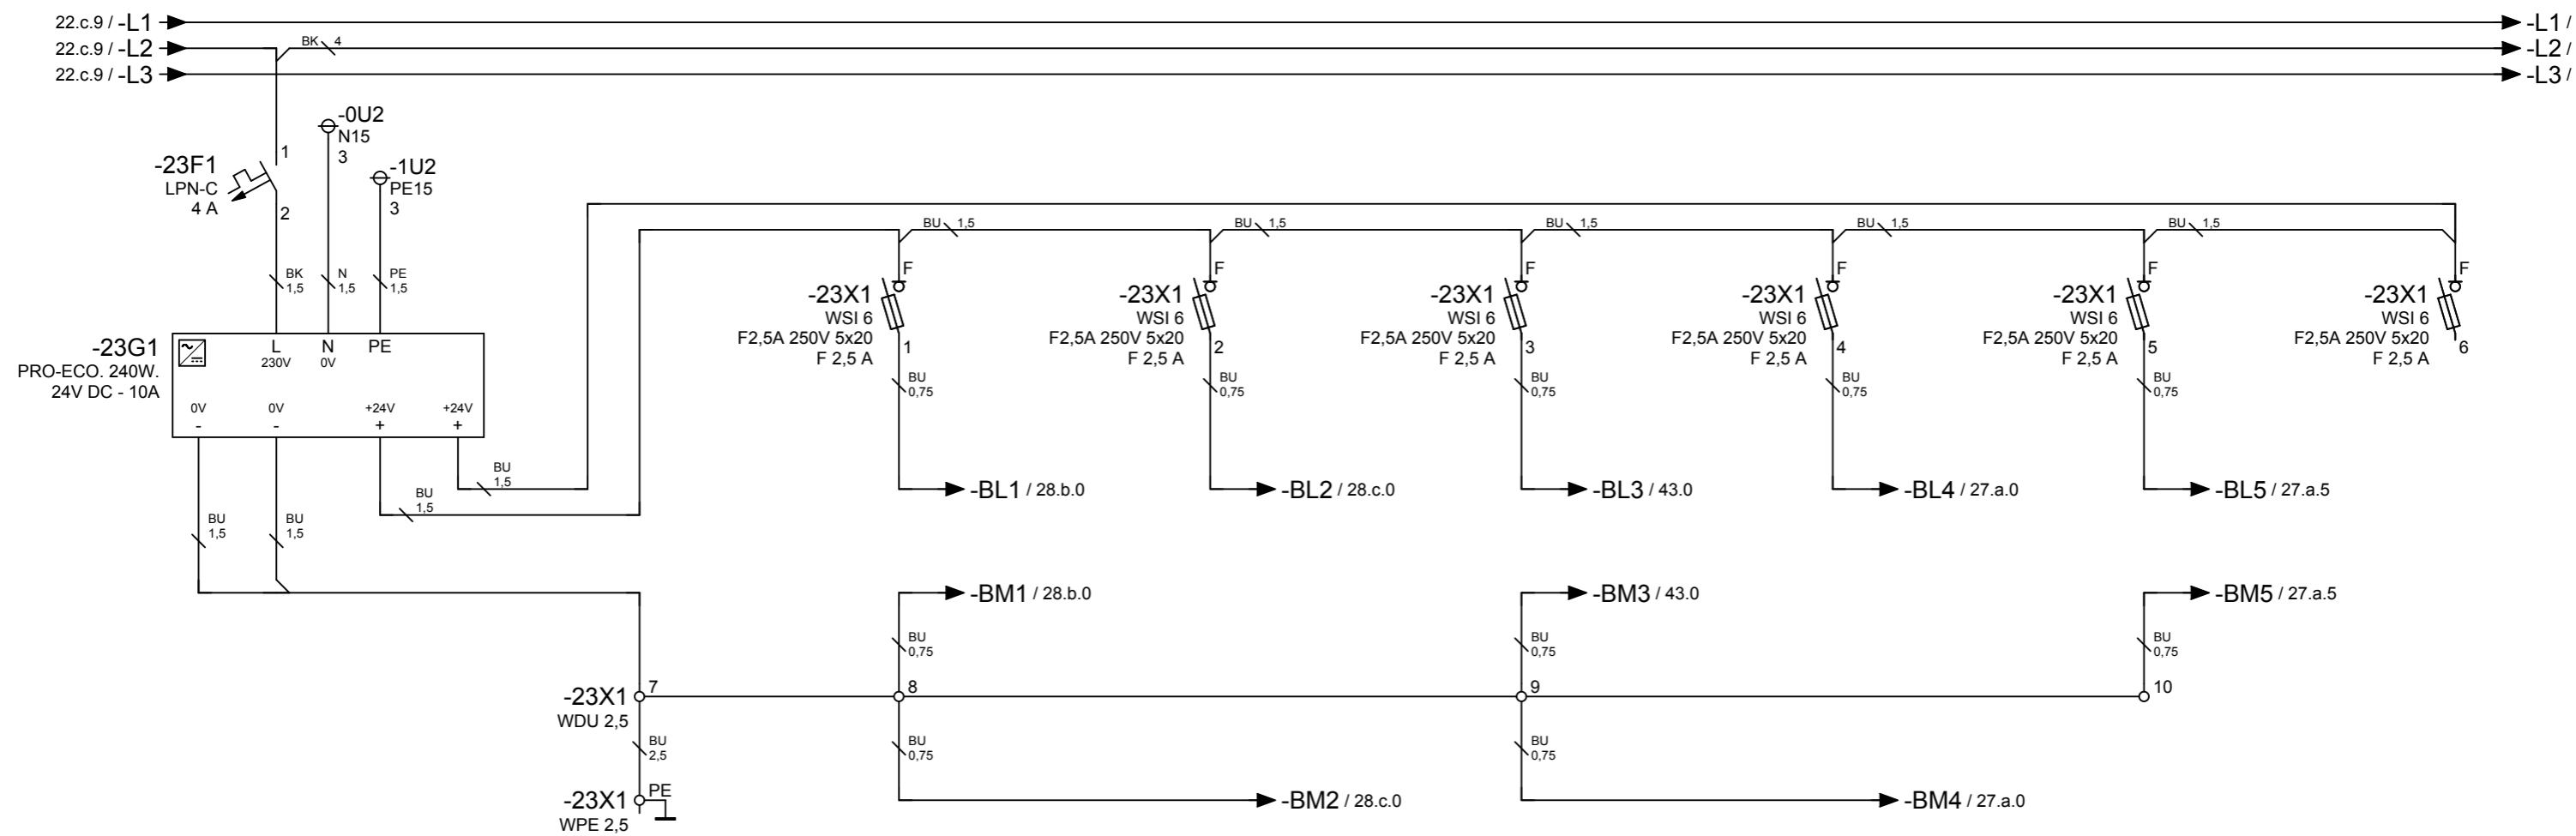 22.c.9 / -L1
-L1 /
22.c.9 / -L2
BK 4
-L2 /
22.c.9 / -L3
-L3 /
-0U2
N15
3
-1U2
PE15
3
-23F1
LPN-C
4 A
1
2
BK
1,5
N
1,5
PE
1,5
BU 1,5
BU 1,5
BU 1,5
BU 1,5
BU 1,5
F
-23X1
WSI 6
F2,5A 250V 5x20
F 2,5 A
1
BU
0,75
F
-23X1
WSI 6
F2,5A 250V 5x20
F 2,5 A
2
BU
0,75
F
-23X1
WSI 6
F2,5A 250V 5x20
F 2,5 A
3
BU
0,75
F
-23X1
WSI 6
F2,5A 250V 5x20
F 2,5 A
4
BU
0,75
F
-23X1
WSI 6
F2,5A 250V 5x20
F 2,5 A
5
BU
0,75
F
-23X1
WSI 6
F2,5A 250V 5x20
F 2,5 A
6
-23G1
PRO-ECO. 240W.
24V DC - 10A
L
230V
N
0V
PE
0V
-
0V
-
+24V
+
+24V
+
BU
1,5
BU
1,5
BU
1,5
BU
1,5
-BL1 / 28.b.0
-BL2 / 28.c.0
-BL3 / 43.0
-BL4 / 27.a.0
-BL5 / 27.a.5
-BM1 / 28.b.0
-BM3 / 43.0
-BM5 / 27.a.5
BU
0,75
BU
0,75
BU
0,75
-23X1
WDU 2,5
7
8
9
10
BU
2,5
BU
0,75
BU
0,75
-23X1
WPE 2,5
PE
-BM2 / 28.c.0
-BM4 / 27.a.0